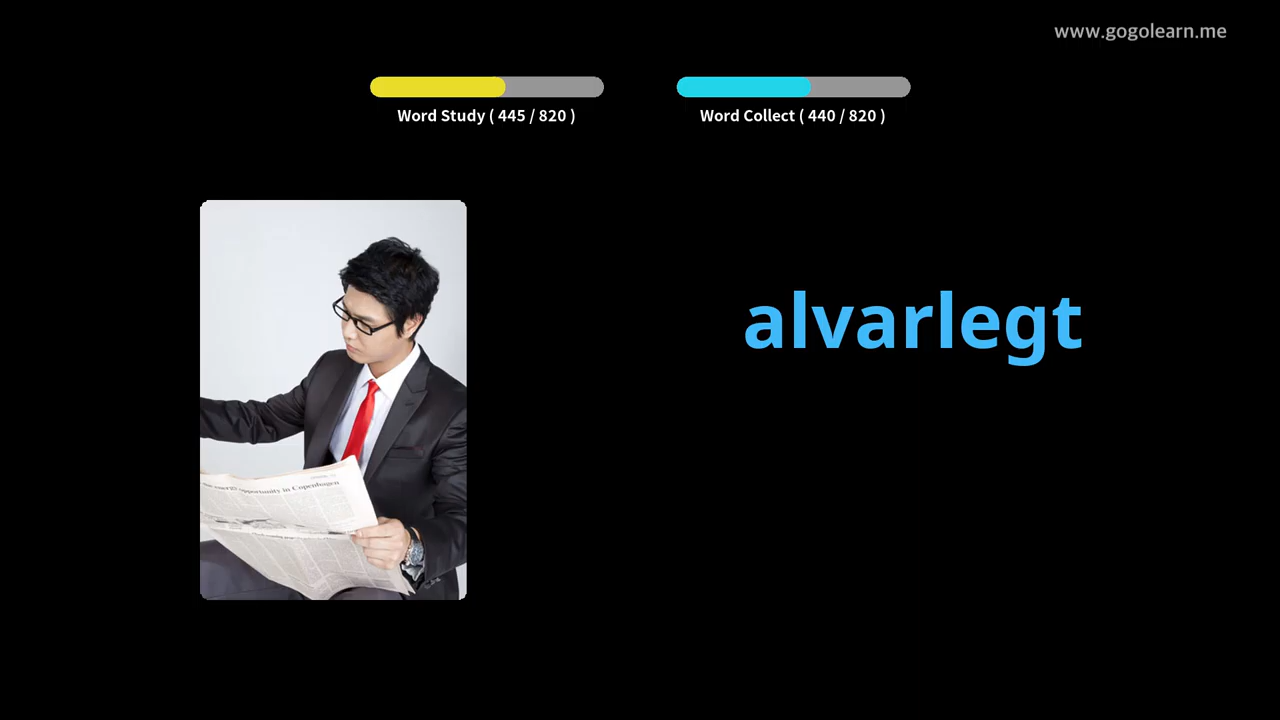 www.gogolearn.me
Word Study ( 445 / 820 )
Word Collect ( 440 / 820 )
alvarlegt
opportunity in Copenhagen